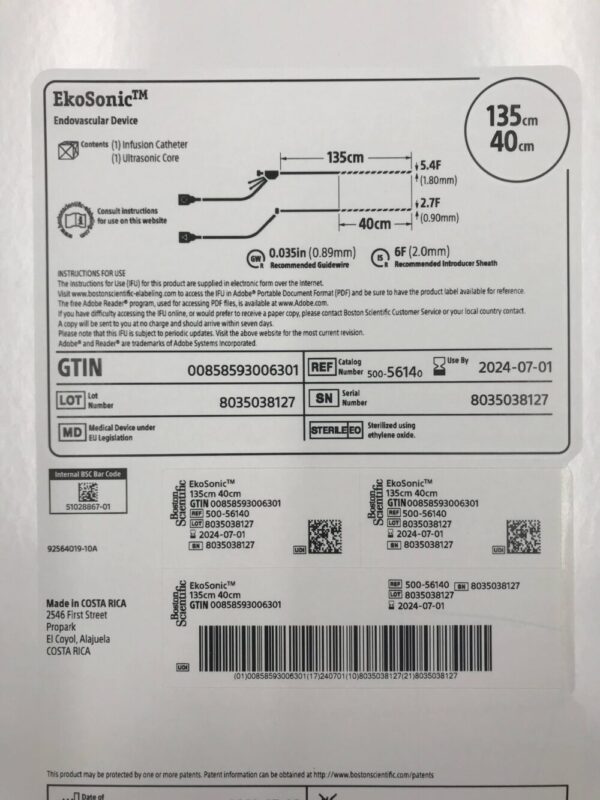 EkoSonic™
Endovascular Device
135cm
40cm
Contents (1) Infusion Catheter
(1) Ultrasonic Core
135cm
5.4F
(1.80mm)
Consult instructions
for use on this website
2.7F
(0.90mm)
40cm
GW R 0.035in (0.89mm)
Recommended Guidewire
IS R 6F (2.0mm)
Recommended Introducer Sheath
INSTRUCTIONS FOR USE
The Instructions for Use (IFU) for this product are supplied in electronic form over the Internet.
Visit www.bostonscientific-elabeling.com to access the IFU in Adobe® Portable Document Format (PDF) and be sure to have the product label available for reference.
The free Adobe Reader® program, used for accessing PDF files, is available at www.Adobe.com.
If you have difficulty accessing the IFU online, or would prefer to receive a paper copy, please contact Boston Scientific Customer Service or your local country contact.
A copy will be sent to you at no charge and should arrive within seven days.
Please note that this IFU is subject to periodic updates. Visit the above website for the most current revision.
Adobe® and Reader® are trademarks of Adobe Systems Incorporated.
GTIN 00858593006301
REF Catalog Number 500-56140
Use By 2024-07-01
LOT Lot Number 8035038127
SN Serial Number 8035038127
MD Medical Device under EU Legislation
STERILE EO Sterilized using ethylene oxide.
Internal BSC Bar Code
51028867-01
92564019-10A
Boston Scientific
EkoSonic™
135cm 40cm
GTIN 00858593006301
REF 500-56140
LOT 8035038127
2024-07-01
SN 8035038127
UDI
Boston Scientific
EkoSonic™
135cm 40cm
GTIN 00858593006301
REF 500-56140
LOT 8035038127
2024-07-01
SN 8035038127
UDI
Made in COSTA RICA
2546 First Street
Propark
El Coyol, Alajuela
COSTA RICA
Boston Scientific
EkoSonic™
135cm 40cm
GTIN 00858593006301
REF 500-56140 SN 8035038127
LOT 8035038127
2024-07-01
UDI
(01)00858593006301(17)240701(10)8035038127(21)8035038127
This product may be protected by one or more patents. Patent information can be obtained at http://www.bostonscientific.com/patents
Date of